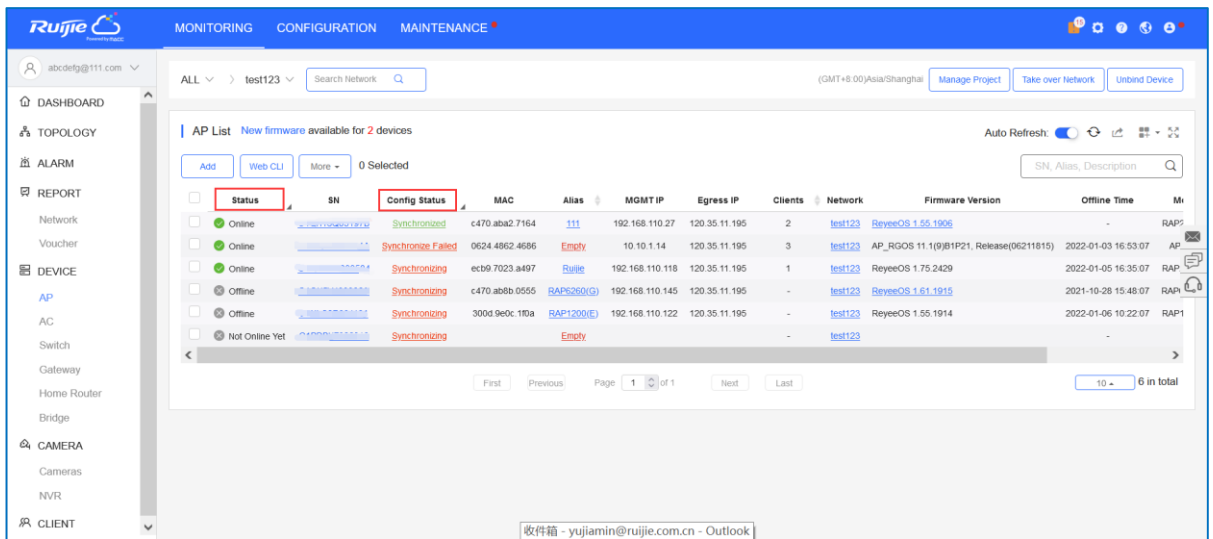 Ruijie MONITORING CONFIGURATION MAINTENANCE 15
Powered by
abcdefg@111.com ALL > test123 Search Network (GMT+8:00)Asia/Shanghai Manage Project Take over Network Unbind Device
DASHBOARD
TOPOLOGY AP List New firmware available for 2 devices Auto Refresh:
ALARM Add Web CLI More 0 Selected SN, Alias, Description
REPORT Status SN Config Status MAC Alias MGMT IP Egress IP Clients Network Firmware Version Offline Time
Network Online Synchronized c470.aba2.7164 111 192.168.110.27 120.35.11.195 2 test123 ReyeeOS 1.55.1906 -
Voucher Online Synchronize Failed 0624.4862.4686 Empty 10.10.1.14 120.35.11.195 3 test123 AP_RGOS 11.1(9)B1P21, Release(06211815) 2022-01-03 16:53:07 AP
DEVICE Online Synchronizing ecb9.7023.a497 Ruijie 192.168.110.118 120.35.11.195 1 test123 ReyeeOS 1.75.2429 2022-01-05 16:35:07 RAP
AP Offline Synchronizing c470.ab8b.0555 RAP6260(G) 192.168.110.145 120.35.11.195 - test123 ReyeeOS 1.61.1915 2021-10-28 15:48:07 RAP
AC Offline Synchronizing 300d.9e0c.1f0a RAP1200(E) 192.168.110.122 120.35.11.195 - test123 ReyeeOS 1.55.1914 2022-01-06 10:22:07 RAP1
Switch Not Online Yet Synchronizing Empty - test123 -
Gateway First Previous Page 1 of 1 Next Last 10 6 in total
Home Router
Bridge
CAMERA
Cameras
NVR
CLIENT 收件箱 - yujiamin@ruijie.com.cn - Outlook